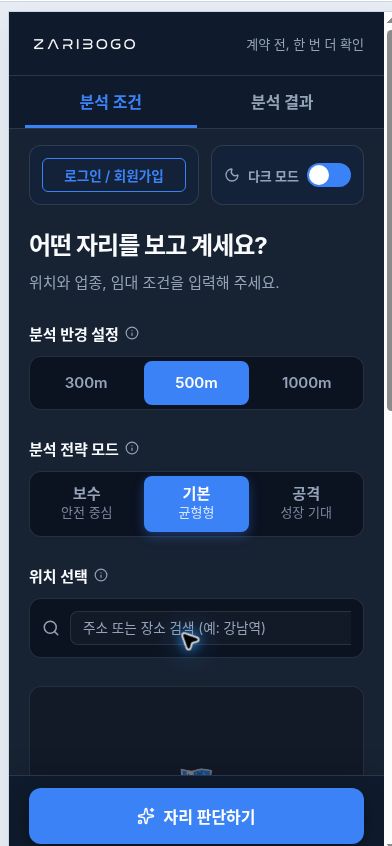 ZARIBOGO
계약 전, 한 번 더 확인
분석 조건
분석 결과
로그인 / 회원가입
다크 모드
어떤 자리를 보고 계세요?
위치와 업종, 임대 조건을 입력해 주세요.
분석 반경 설정
300m
500m
1000m
분석 전략 모드
보수
안전 중심
기본
균형형
공격
성장 기대
위치 선택
주소 또는 장소 검색 (예: 강남역)
자리 판단하기